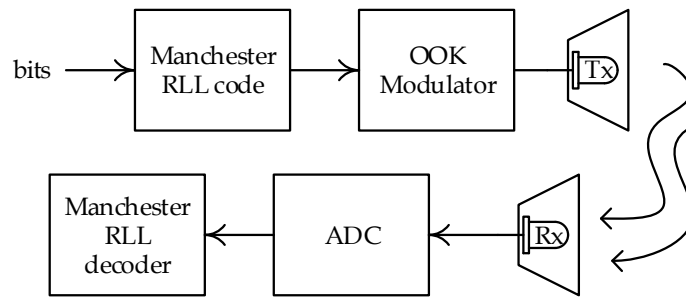 bits
Manchester
RLL code
OOK
Modulator
Tx
Manchester
RLL
decoder
ADC
Rx